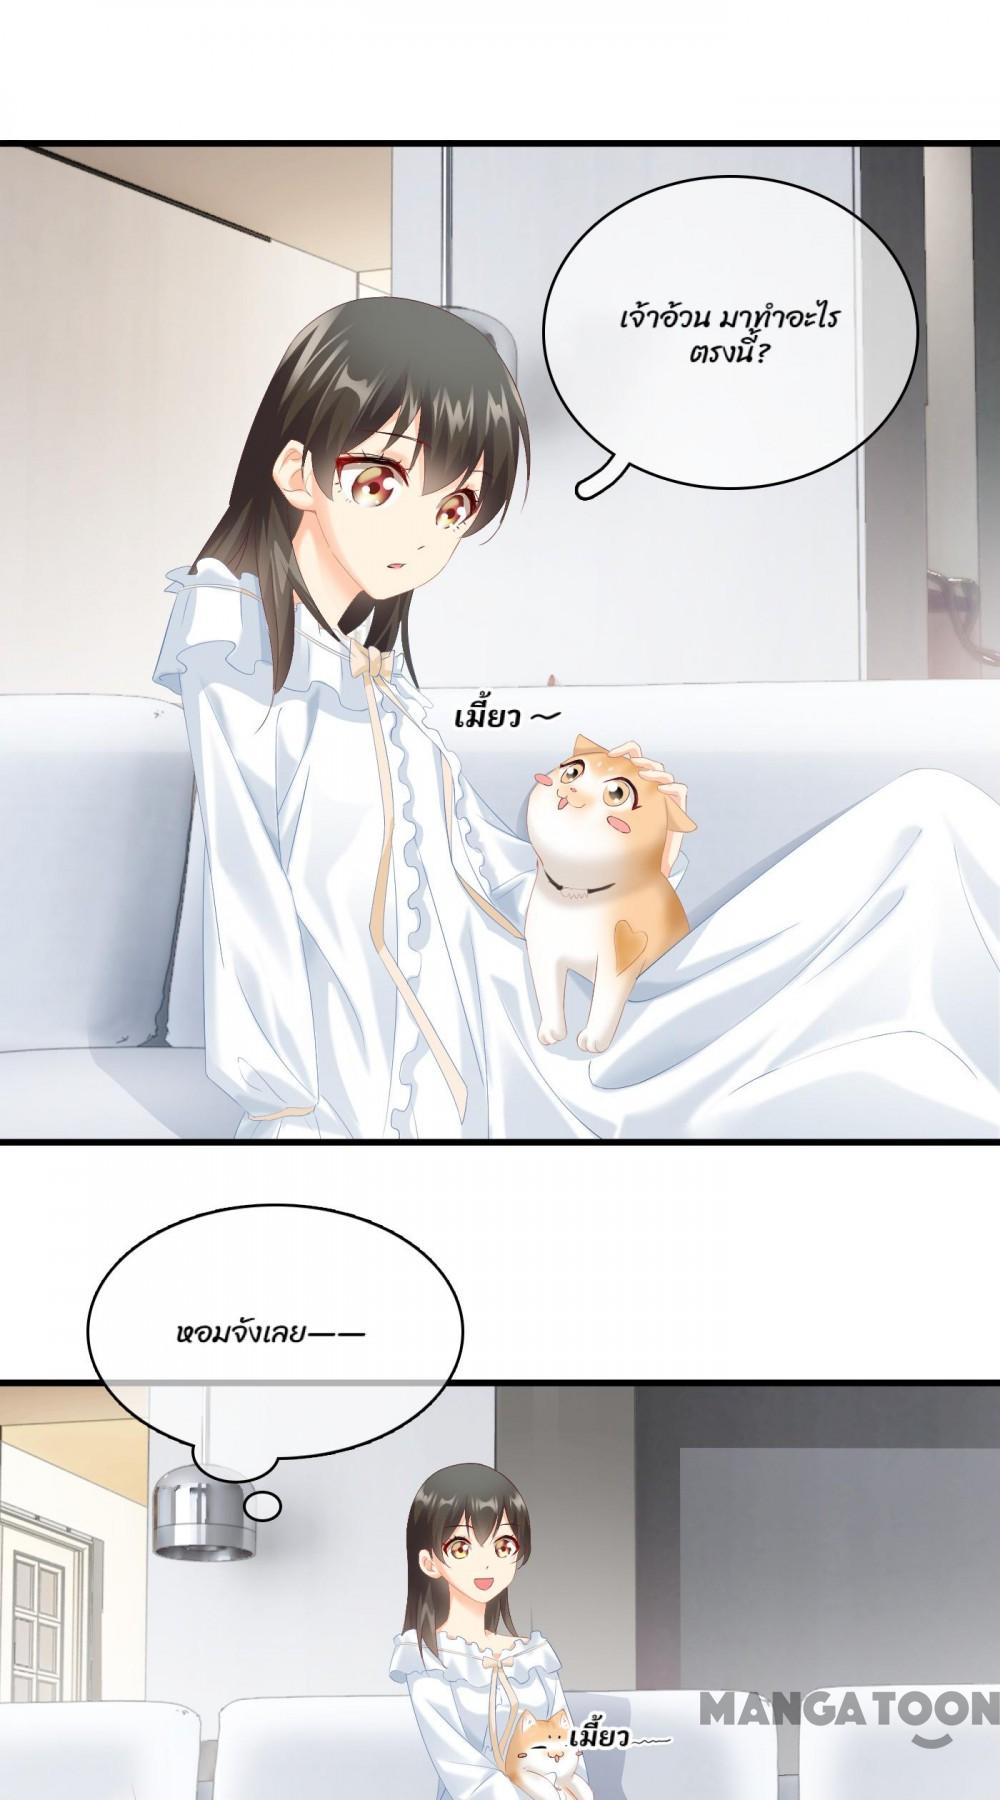 เจ้าอ้วน มาทำอะไร
ตรงนี้?
เมี้ยว ~
หอมจังเลย——
เมี้ยว~~
MANGATOON